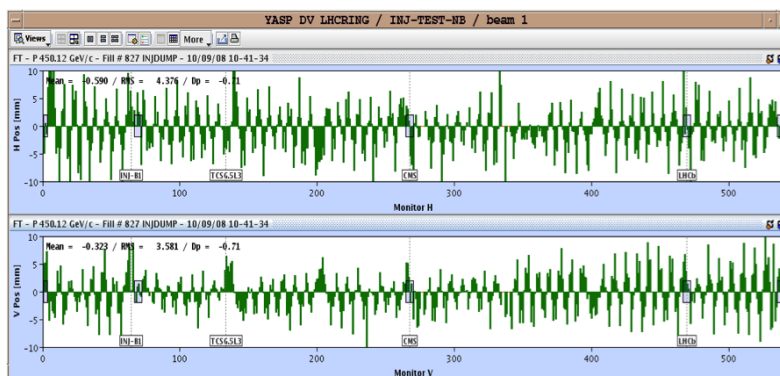 YASP DV LHCRING / INJ-TEST-NB / beam 1
Views More
FT - P 450.12 GeV/c - Fill # 827 INJDUMP - 10/09/08 10-41-34
Mean = -0.590 / RMS = 4.376 / Dp = -0.71
H Pos [mm]
10
5
0
-5
-10
INJ-B1 TCSG.5L3 CMS LHCb
0 100 200 300 400 500
Monitor H
FT - P 450.12 GeV/c - Fill # 827 INJDUMP - 10/09/08 10-41-34
Mean = -0.323 / RMS = 3.581 / Dp = -0.71
V Pos [mm]
10
5
0
-5
-10
INJ-B1 TCSG.5L3 CMS LHCb
0 100 200 300 400 500
Monitor V